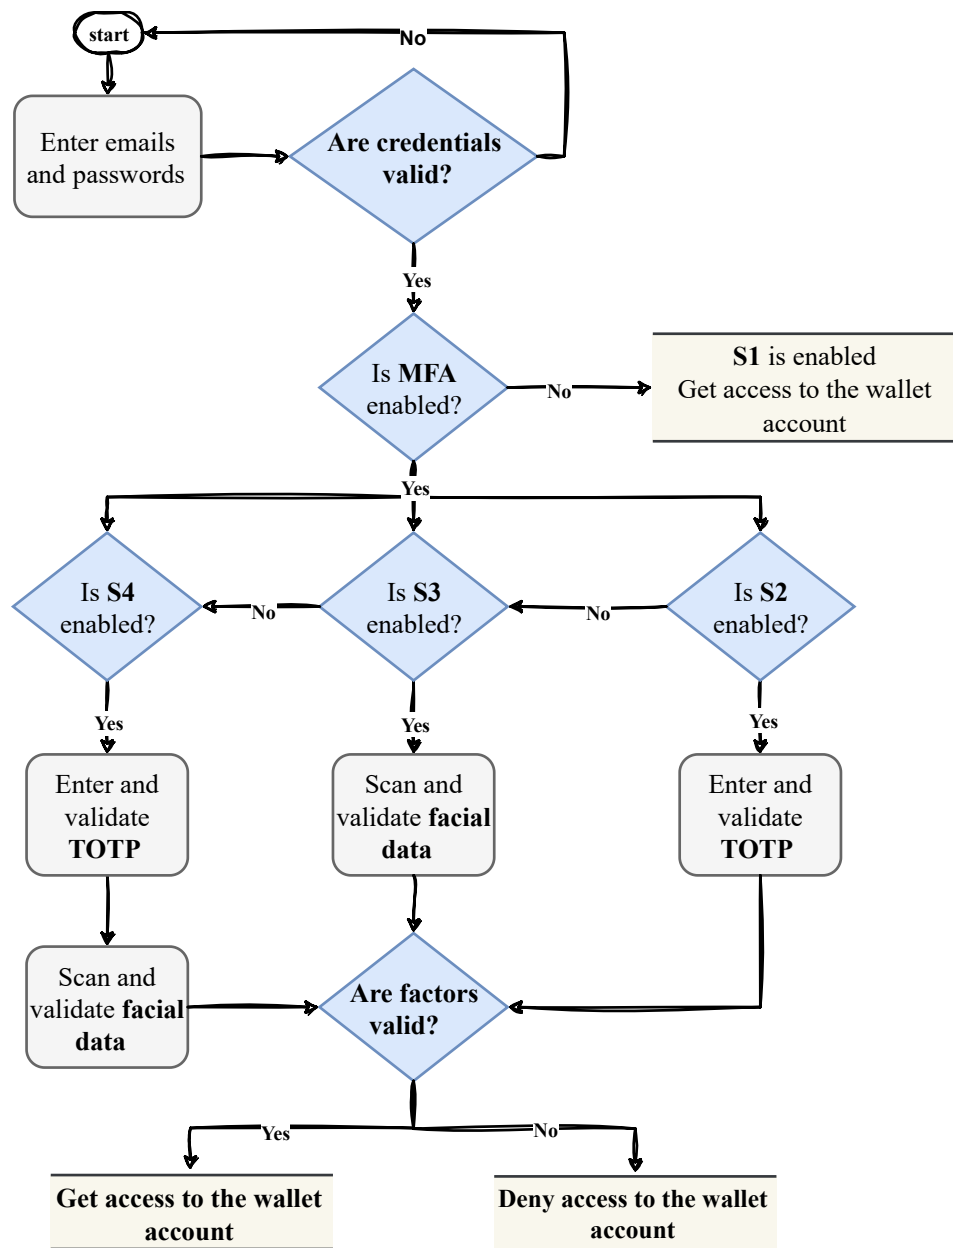 start
No
Enter emails
and passwords
Are credentials
valid?
Yes
Is MFA
enabled?
No
S1 is enabled
Get access to the wallet
account
Yes
Is S4
enabled?
No
Is S3
enabled?
No
Is S2
enabled?
Yes
Yes
Yes
Enter and
validate
TOTP
Scan and
validate facial
data
Enter and
validate
TOTP
Scan and
validate facial
data
Are factors
valid?
Yes
No
Get access to the wallet
account
Deny access to the wallet
account